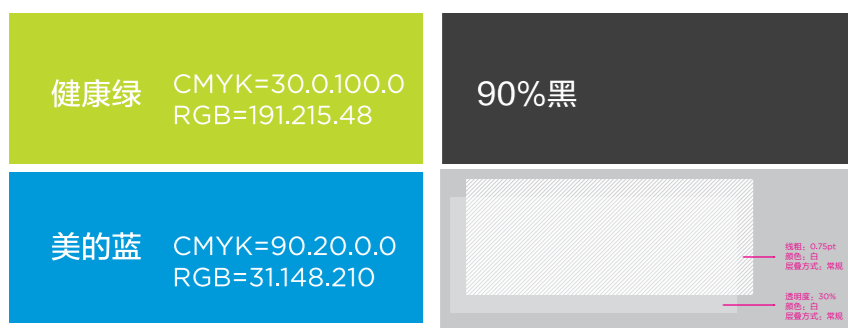 健康绿
CMYK=30.0.100.0
RGB=191.215.48
90%黑
美的蓝
CMYK=90.20.0.0
RGB=31.148.210
线粗：0.75pt
颜色：白
层叠方式：常规
透明度：30%
颜色：白
层叠方式：常规